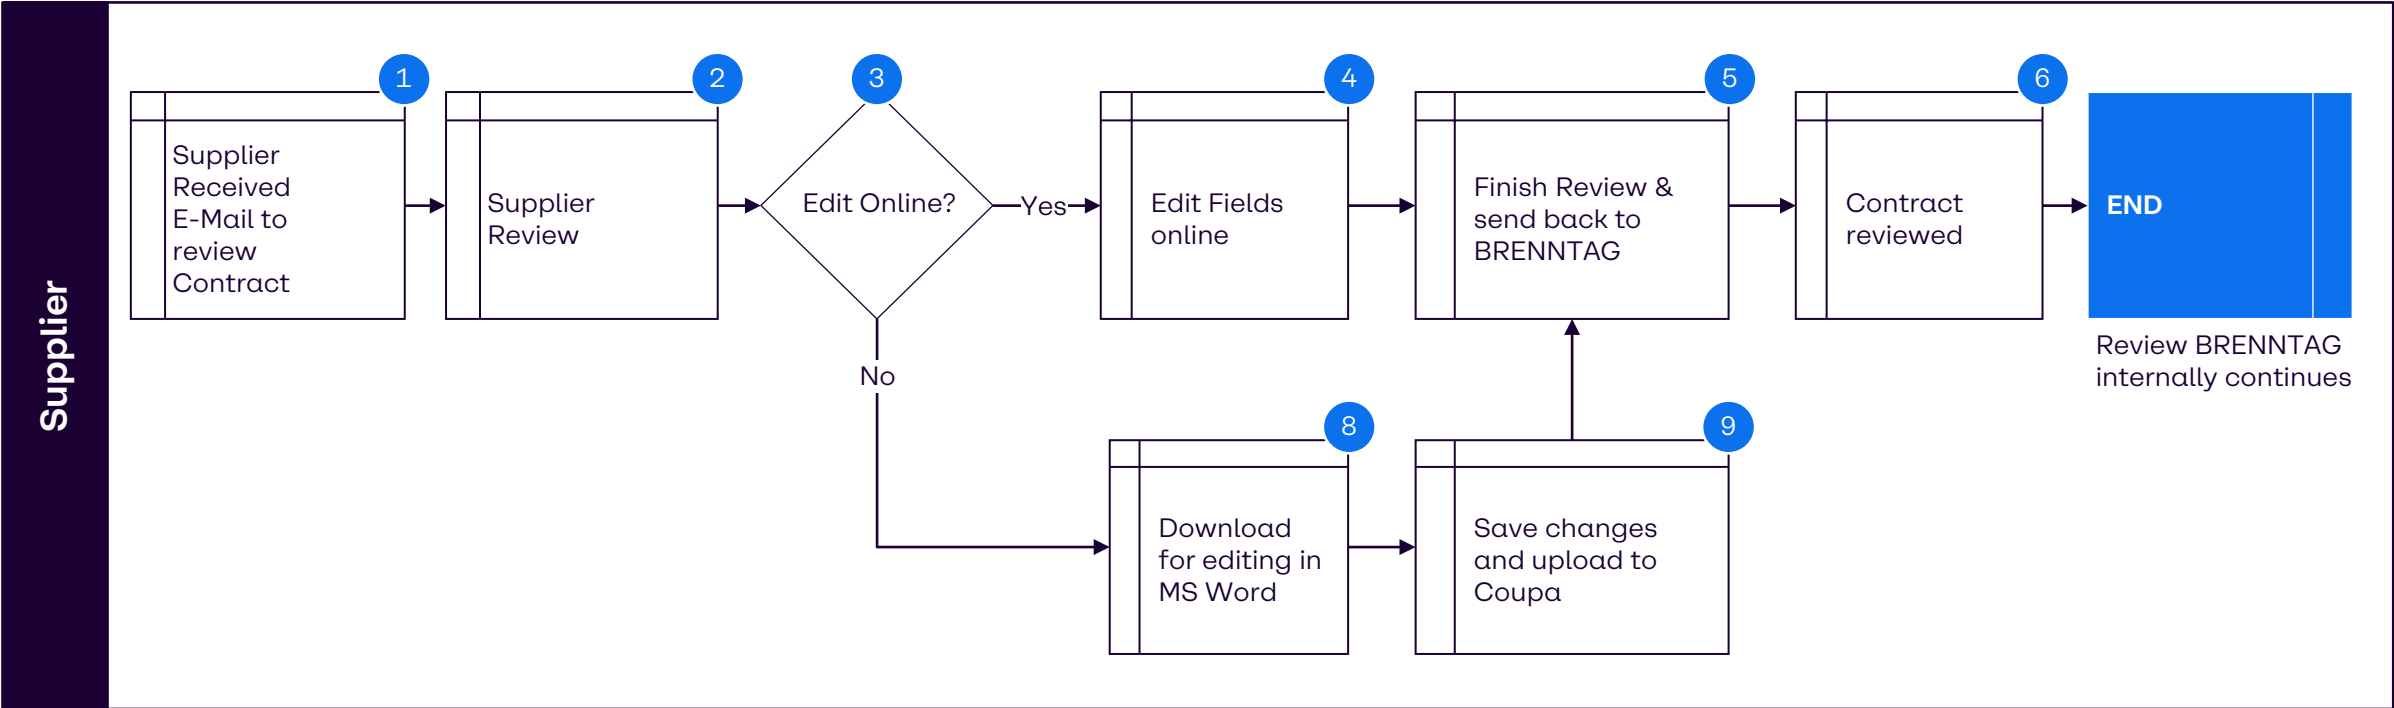 Supplier
1
Supplier
Received
E-Mail to
review
Contract
2
Supplier
Review
3
Edit Online?
Yes
No
4
Edit Fields
online
5
Finish Review &
send back to
BRENNTAG
6
Contract
reviewed
END
Review BRENNTAG
internally continues
8
Download
for editing in
MS Word
9
Save changes
and upload to
Coupa